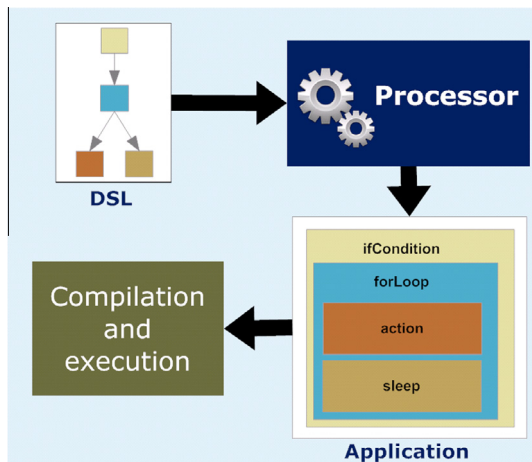 DSL
Processor
ifCondition
forLoop
action
sleep
Application
Compilation
and
execution